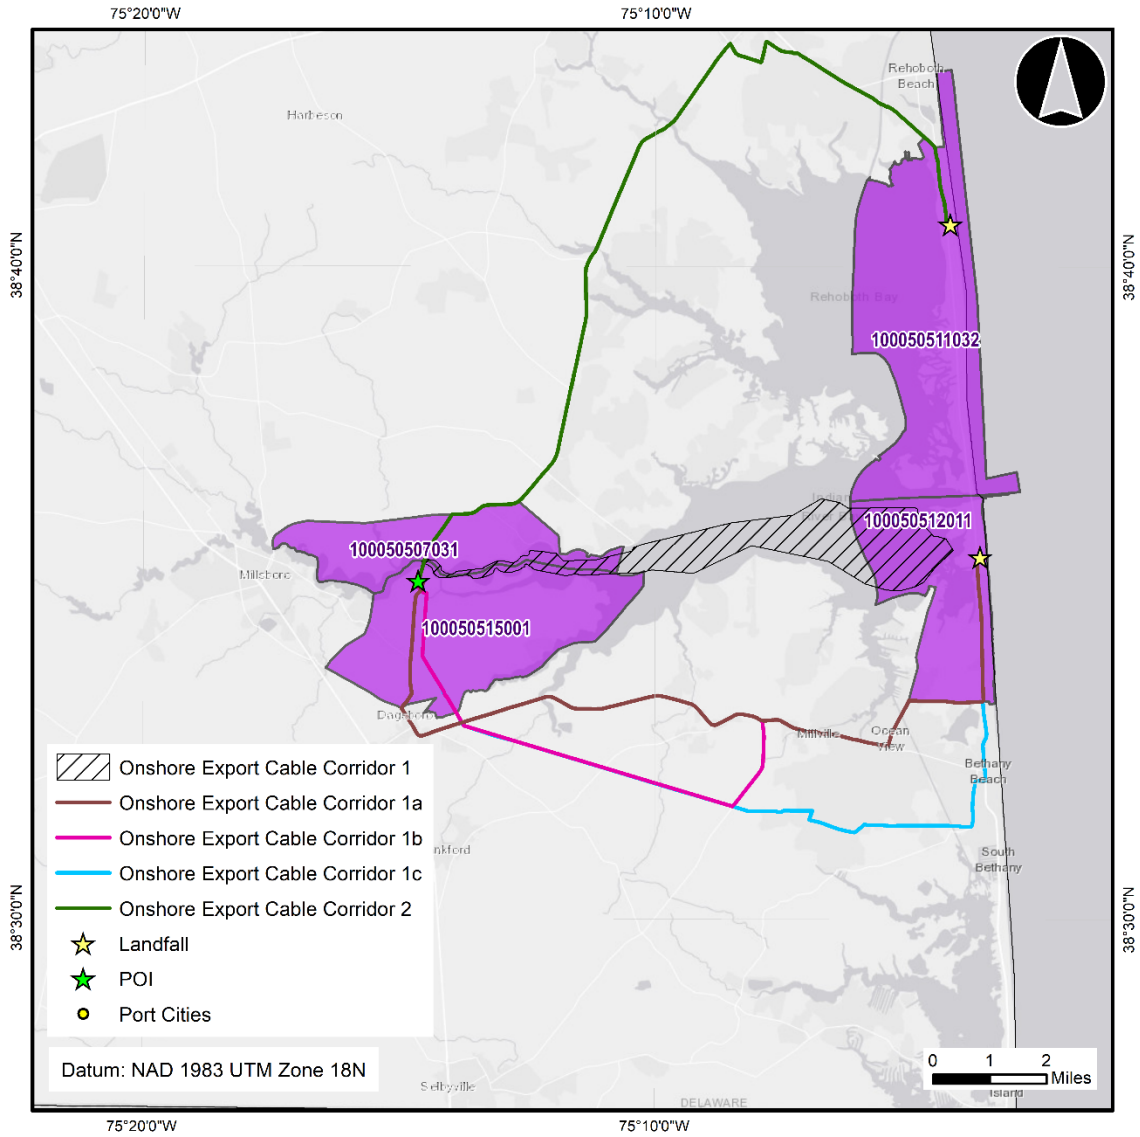 75°20'0"W
75°10'0"W
Rehoboth
Beach
Harbeson
38°40'0"N
38°40'0"N
Rehoboth Bay
100050511032
Indian
100050512011
100050507031
Millsboro
100050515001
Dagsboro
Millville
Ocean
View
Bethany
Beach
Onshore Export Cable Corridor 1
Onshore Export Cable Corridor 1a
Onshore Export Cable Corridor 1b
nkford
South
Bethany
Onshore Export Cable Corridor 1c
Onshore Export Cable Corridor 2
38°30'0"N
38°30'0"N
Landfall
POI
Port Cities
Datum: NAD 1983 UTM Zone 18N
0 1 2
Miles
Selbyville
Island
DELAWARE
75°20'0"W
75°10'0"W